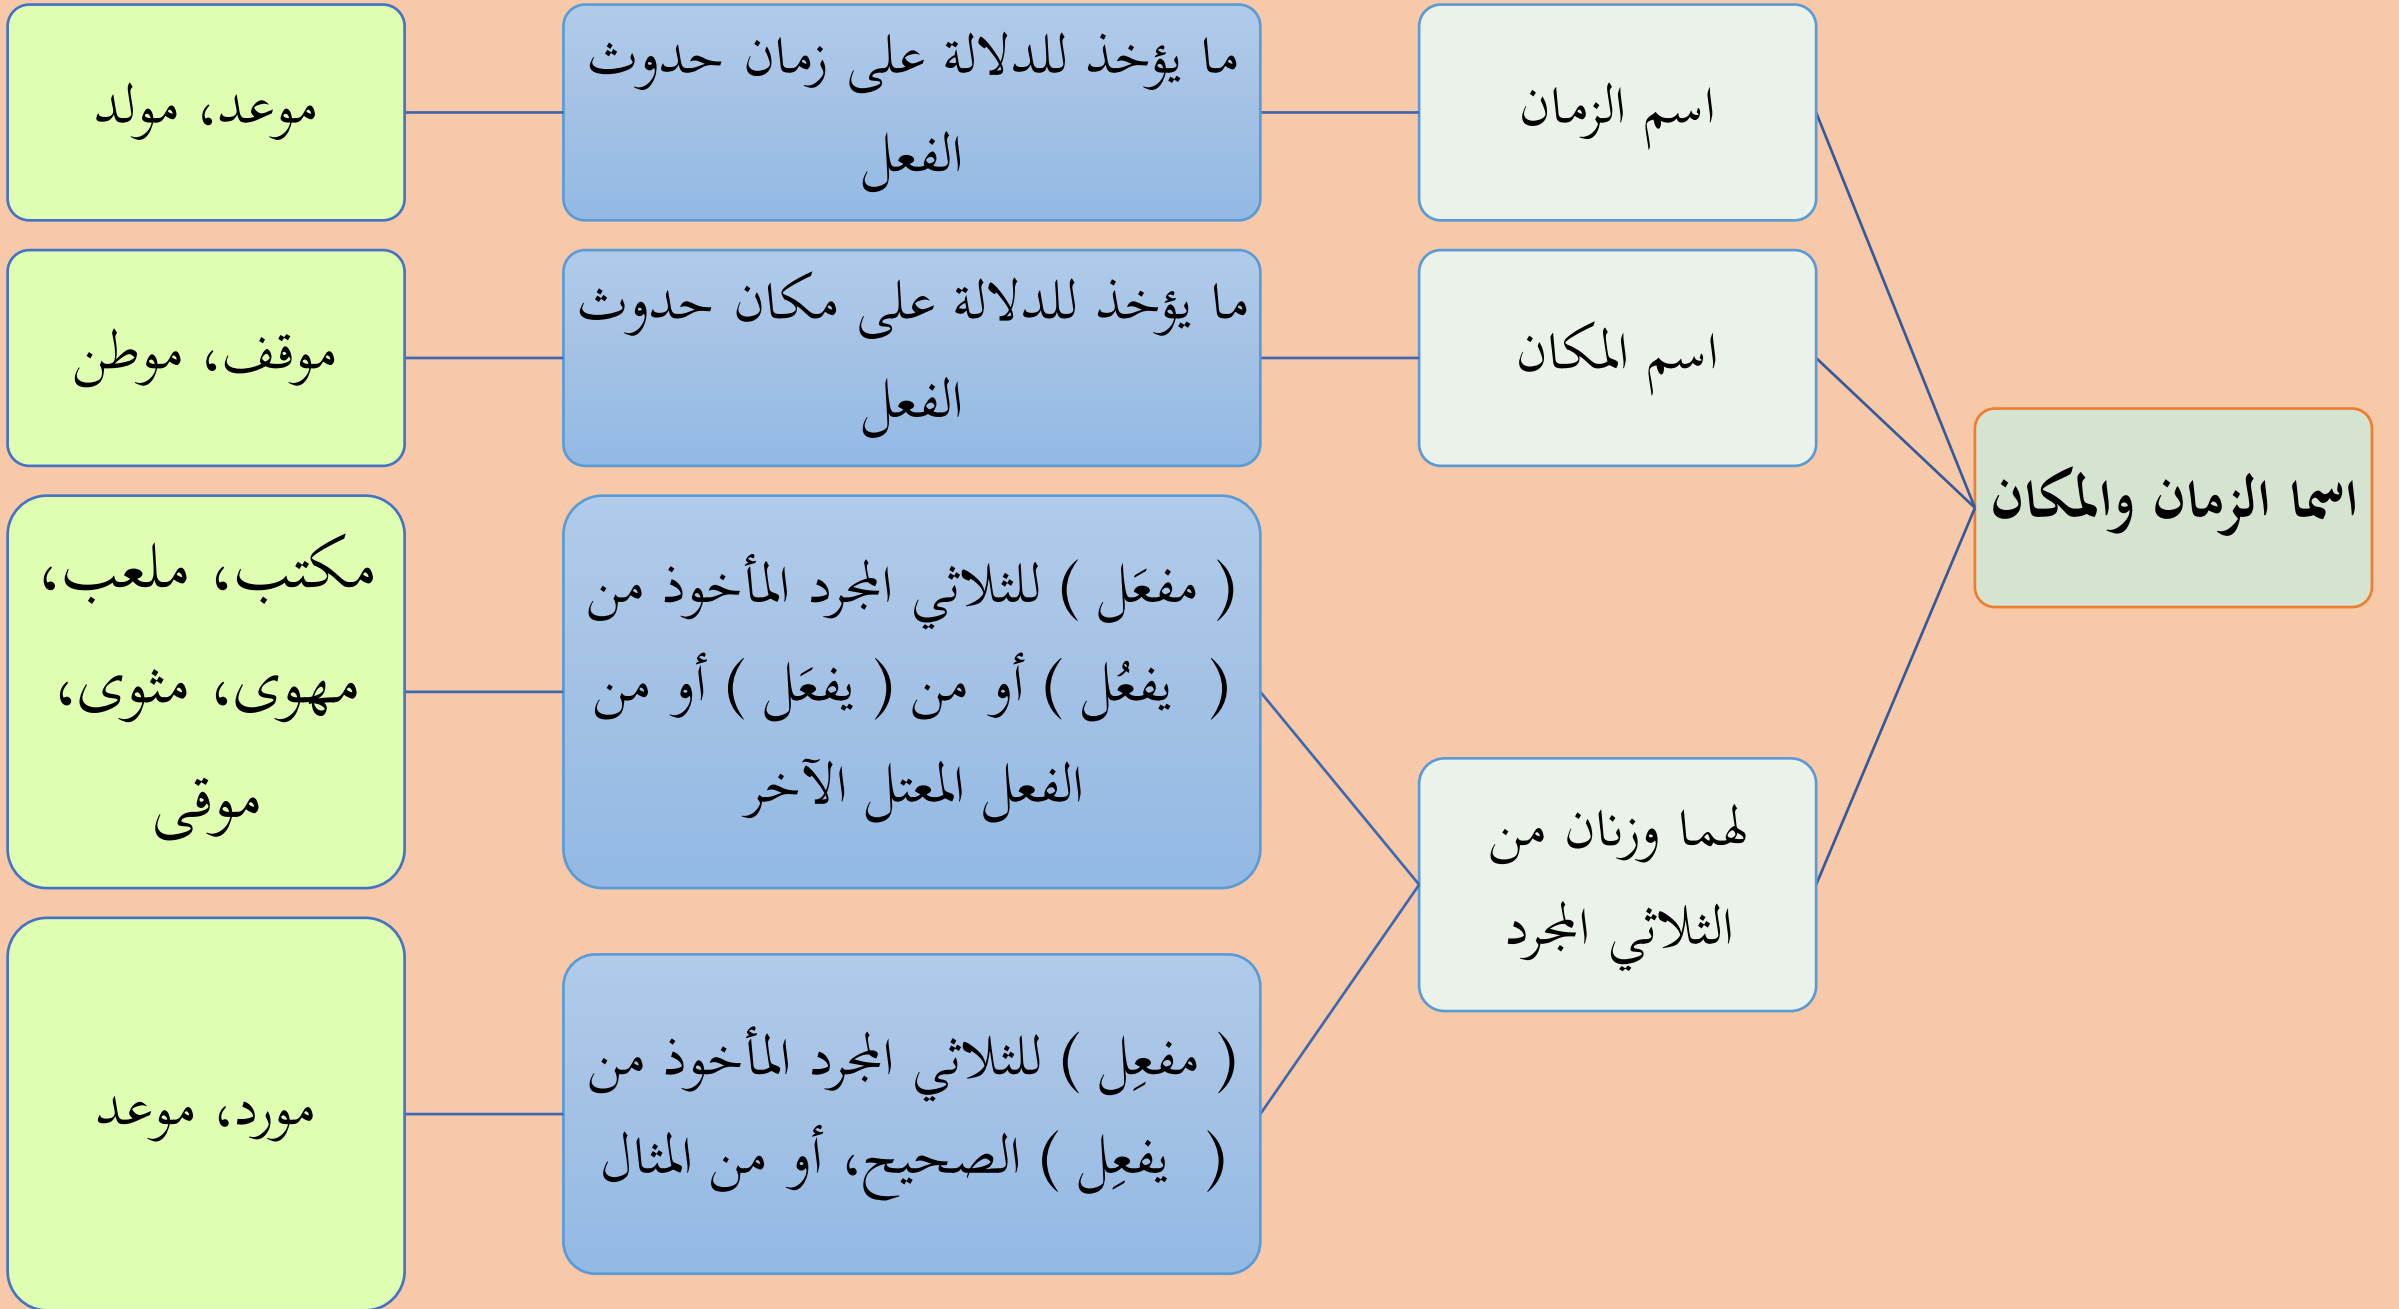 اسما الزمان والمكان
اسم الزمان
ما يؤخذ للدلالة على زمان حدوث
الفعل
موعد، مولد
اسم المكان
ما يؤخذ للدلالة على مكان حدوث
الفعل
موقف، موطن
لهما وزنان من
الثلاثي المجرد
( مفعَل ) للثلاثي المجرد المأخوذ من
( يفعُل ) أو من ( يفعَل ) أو من
الفعل المعتل الآخر
مكتب، ملعب،
مهوى، مثوى،
موقى
( مفعِل ) للثلاثي المجرد المأخوذ من
( يفعِل ) الصحيح، أو من المثال
مورد، موعد